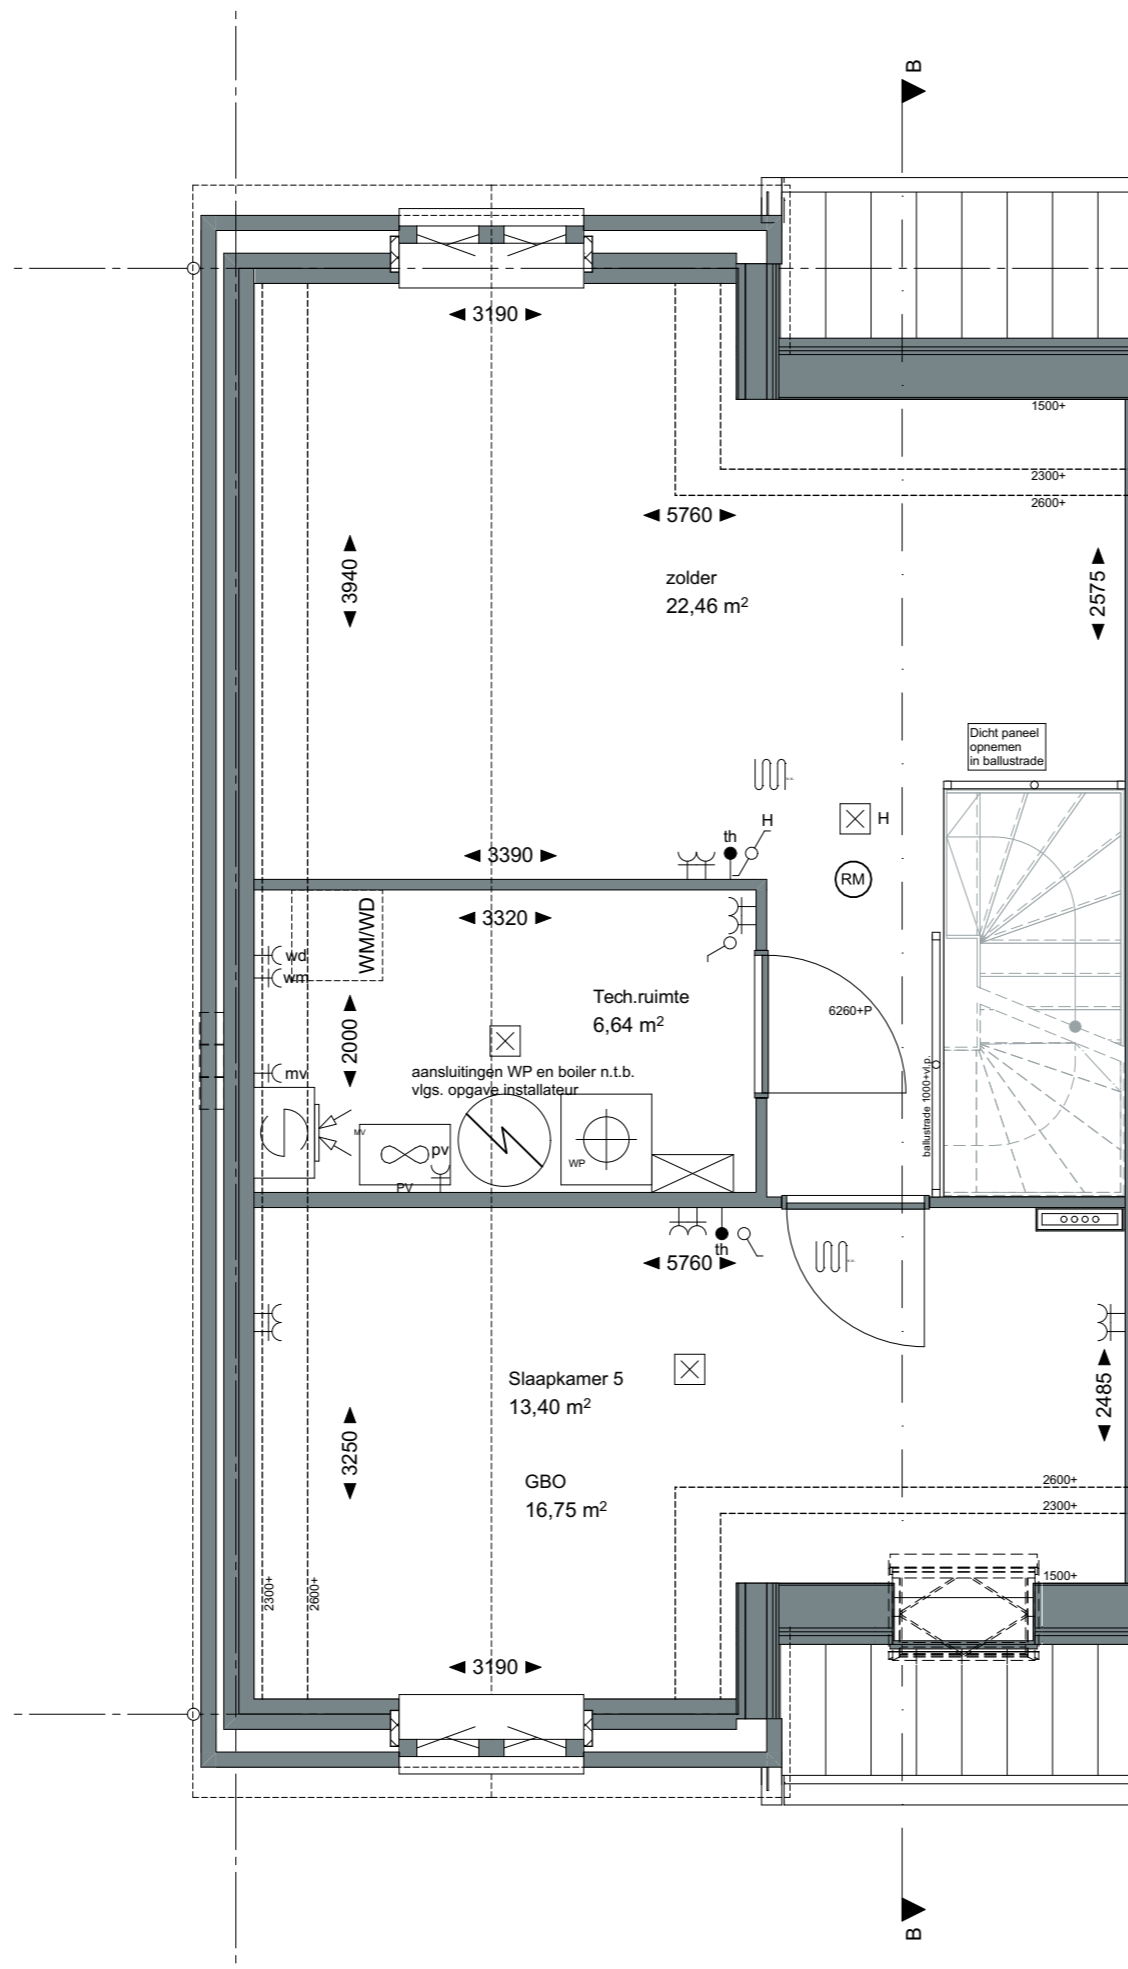 B
3190
1500+
2300+
2600+
5760
3940
2575
zolder
22,46 m²
Dicht paneel
opnemen
in ballustrade
H
H
th
3390
RM
3320
WM/WD
wd
wm
Tech.ruimte
6,64 m²
6260+P
2000
mv
aansluitingen WP en boiler n.t.b.
vlgs. opgave installateur
ballustrade 1000+vl.p.
MV
pv
WP
PV
th
5760
Slaapkamer 5
13,40 m²
2485
3250
GBO
16,75 m²
2600+
2300+
1500+
2300+
2600+
3190
B